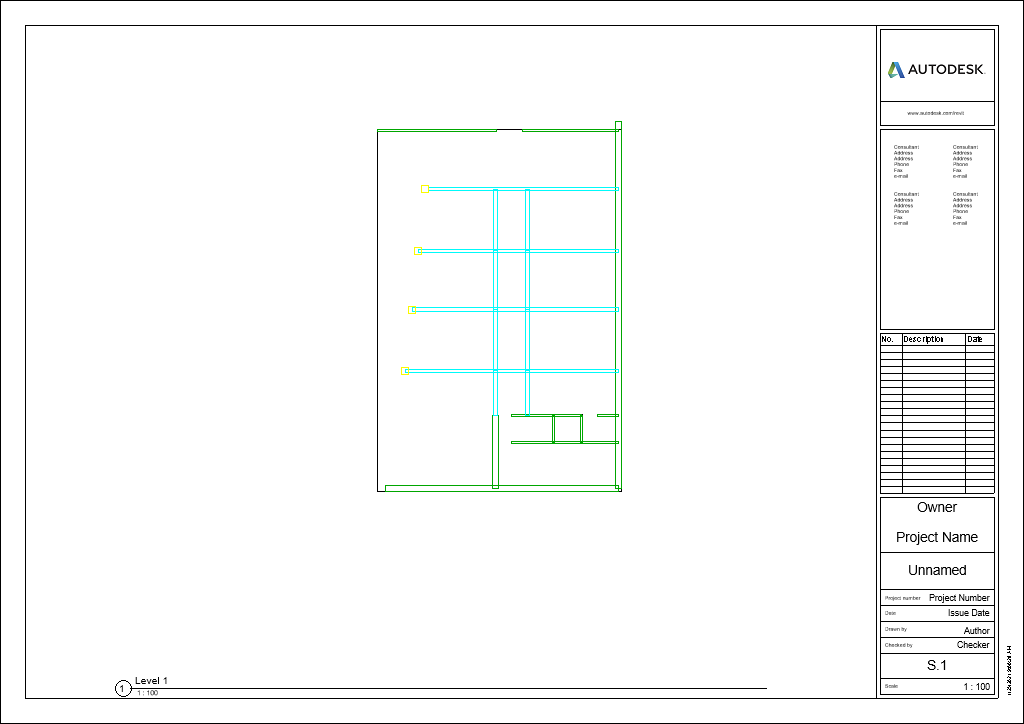 AUTODESK.
www.autodesk.com/revit
Consultant
Address
Address
Phone
Fax
e-mail
Consultant
Address
Address
Phone
Fax
e-mail
Consultant
Address
Address
Phone
Fax
e-mail
Consultant
Address
Address
Phone
Fax
e-mail
No. Description Date
Owner
Project Name
Unnamed
Project number Project Number
Date Issue Date
Drawn by Author
Checked by Checker
S.1
Scale 1 : 100
1 Level 1
1 : 100